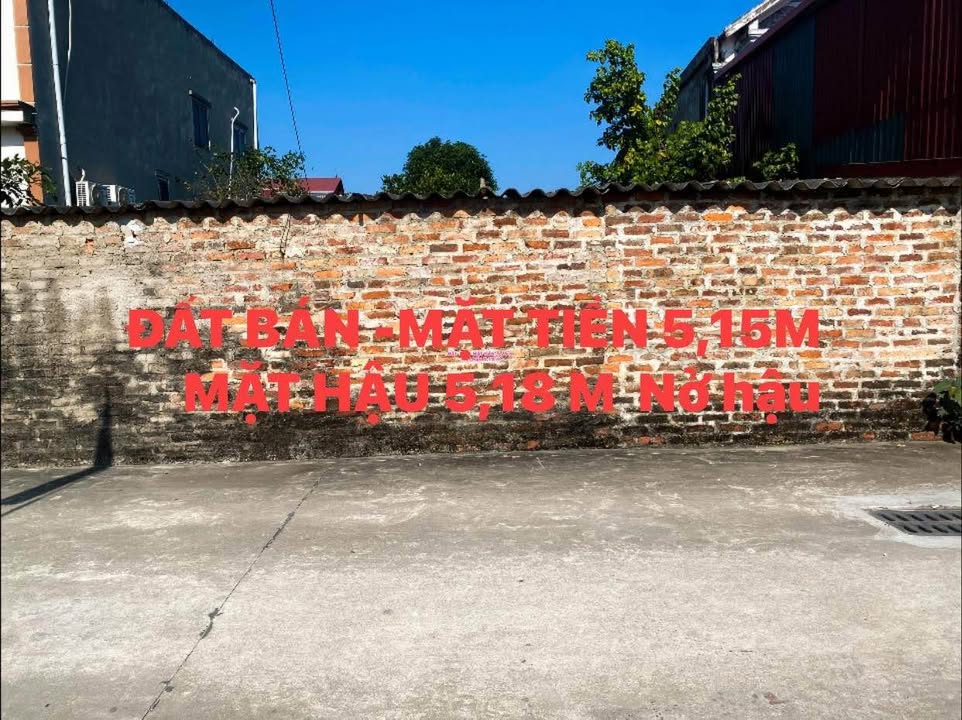 ĐẤT BÁN -MẶT TIỀN 5,15M
MẶT HẬU 5,18 M Nở hậu